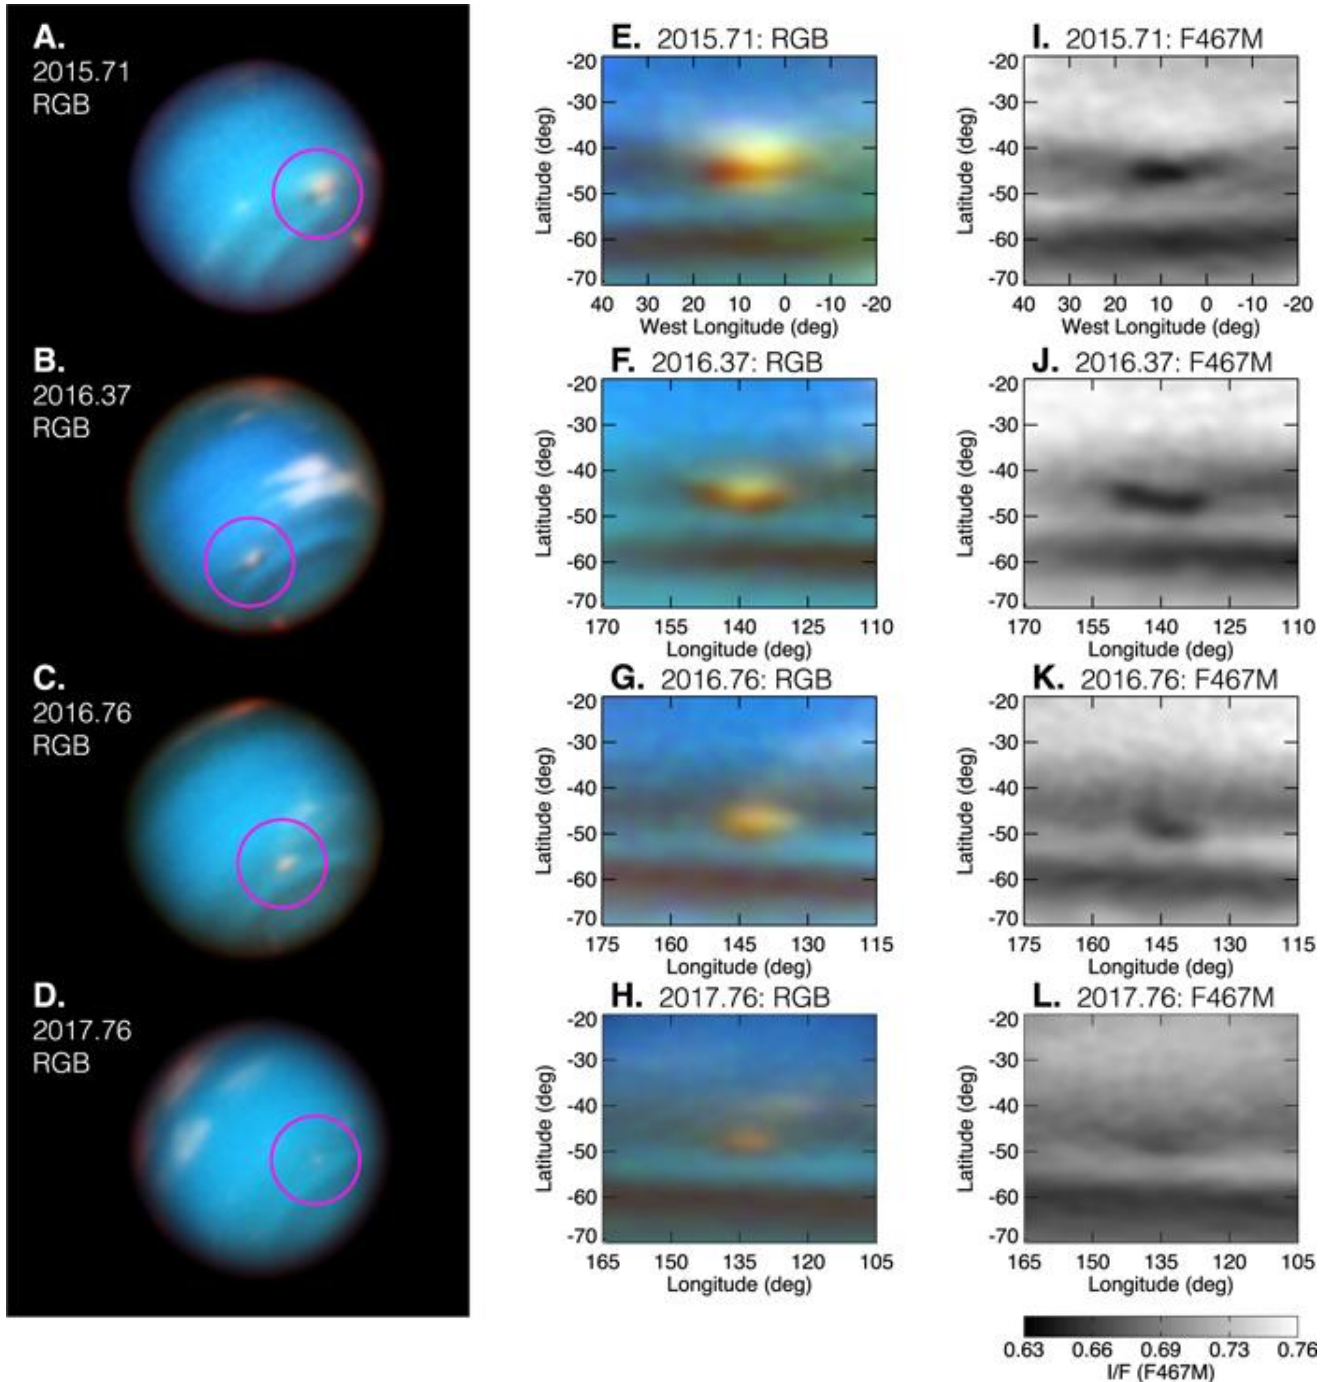 A.
2015.71
RGB
B.
2016.37
RGB
C.
2016.76
RGB
D.
2017.76
RGB
E. 2015.71: RGB
-20
-30
-40
-50
-60
-70
Latitude (deg)
40 30 20 10 0 -10 -20
West Longitude (deg)
F. 2016.37: RGB
-20
-30
-40
-50
-60
-70
Latitude (deg)
170 155 140 125 110
Longitude (deg)
G. 2016.76: RGB
-20
-30
-40
-50
-60
-70
Latitude (deg)
175 160 145 130 115
Longitude (deg)
H. 2017.76: RGB
-20
-30
-40
-50
-60
-70
Latitude (deg)
165 150 135 120 105
Longitude (deg)
I. 2015.71: F467M
-20
-30
-40
-50
-60
-70
Latitude (deg)
40 30 20 10 0 -10 -20
West Longitude (deg)
J. 2016.37: F467M
-20
-30
-40
-50
-60
-70
Latitude (deg)
170 155 140 125 110
Longitude (deg)
K. 2016.76: F467M
-20
-30
-40
-50
-60
-70
Latitude (deg)
175 160 145 130 115
Longitude (deg)
L. 2017.76: F467M
-20
-30
-40
-50
-60
-70
Latitude (deg)
165 150 135 120 105
Longitude (deg)
0.63 0.66 0.69 0.73 0.76
I/F (F467M)